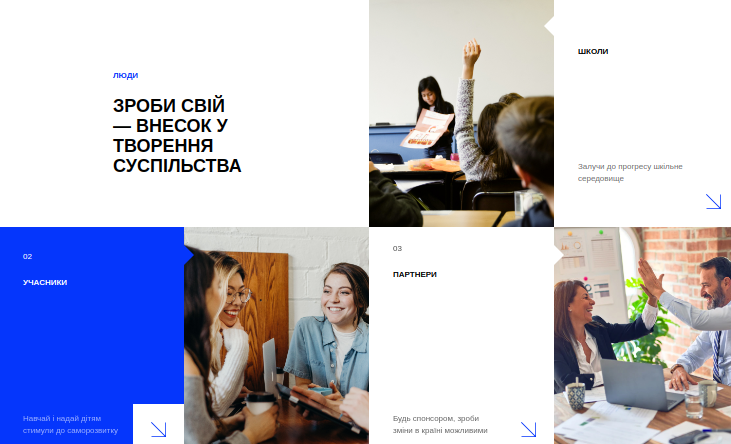 ЛЮДИ
ЗРОБИ СВІЙ
— ВНЕСОК У
ТВОРЕННЯ
СУСПІЛЬСТВА
ШКОЛИ
Залучи до прогресу шкільне
середовище
02
УЧАСНИКИ
Навчай і надай дітям
стимули до саморозвитку
03
ПАРТНЕРИ
Будь спонсором, зроби
зміни в країні можливими